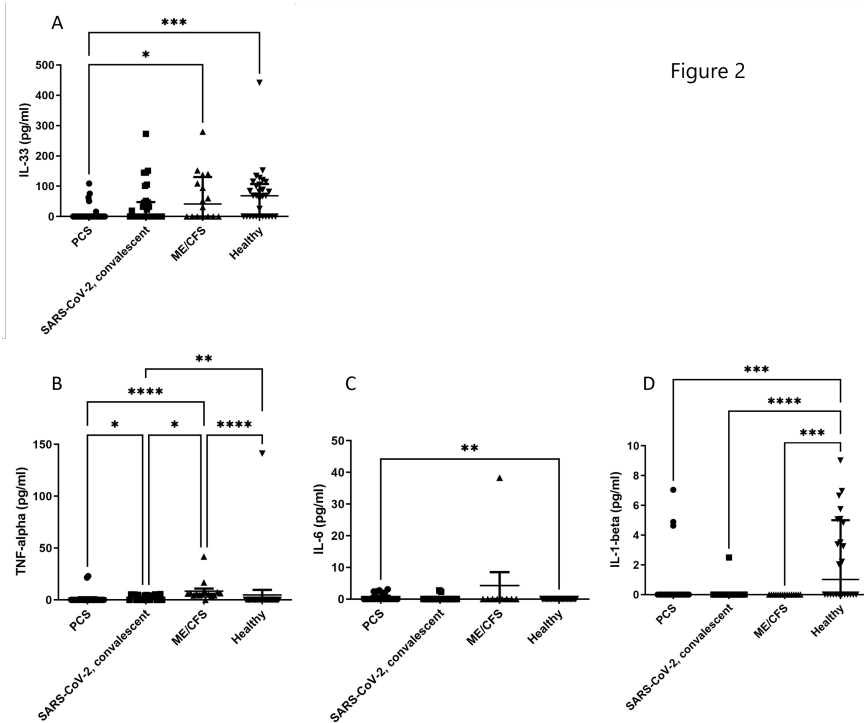 A
***
*
Figure 2
500
400
300
200
100
0
IL-33 (pg/ml)
PCS
SARS-CoV-2, convalescent
ME/CFS
Healthy
B
**
****
*
*
****
150
100
50
0
TNF-alpha (pg/ml)
PCS
SARS-CoV-2, convalescent
ME/CFS
Healthy
C
**
50
40
30
20
10
0
IL-6 (pg/ml)
PCS
SARS-CoV-2, convalescent
ME/CFS
Healthy
D
***
****
***
10
8
6
4
2
0
IL-1-beta (pg/ml)
PCS
SARS-CoV-2, convalescent
ME/CFS
Healthy